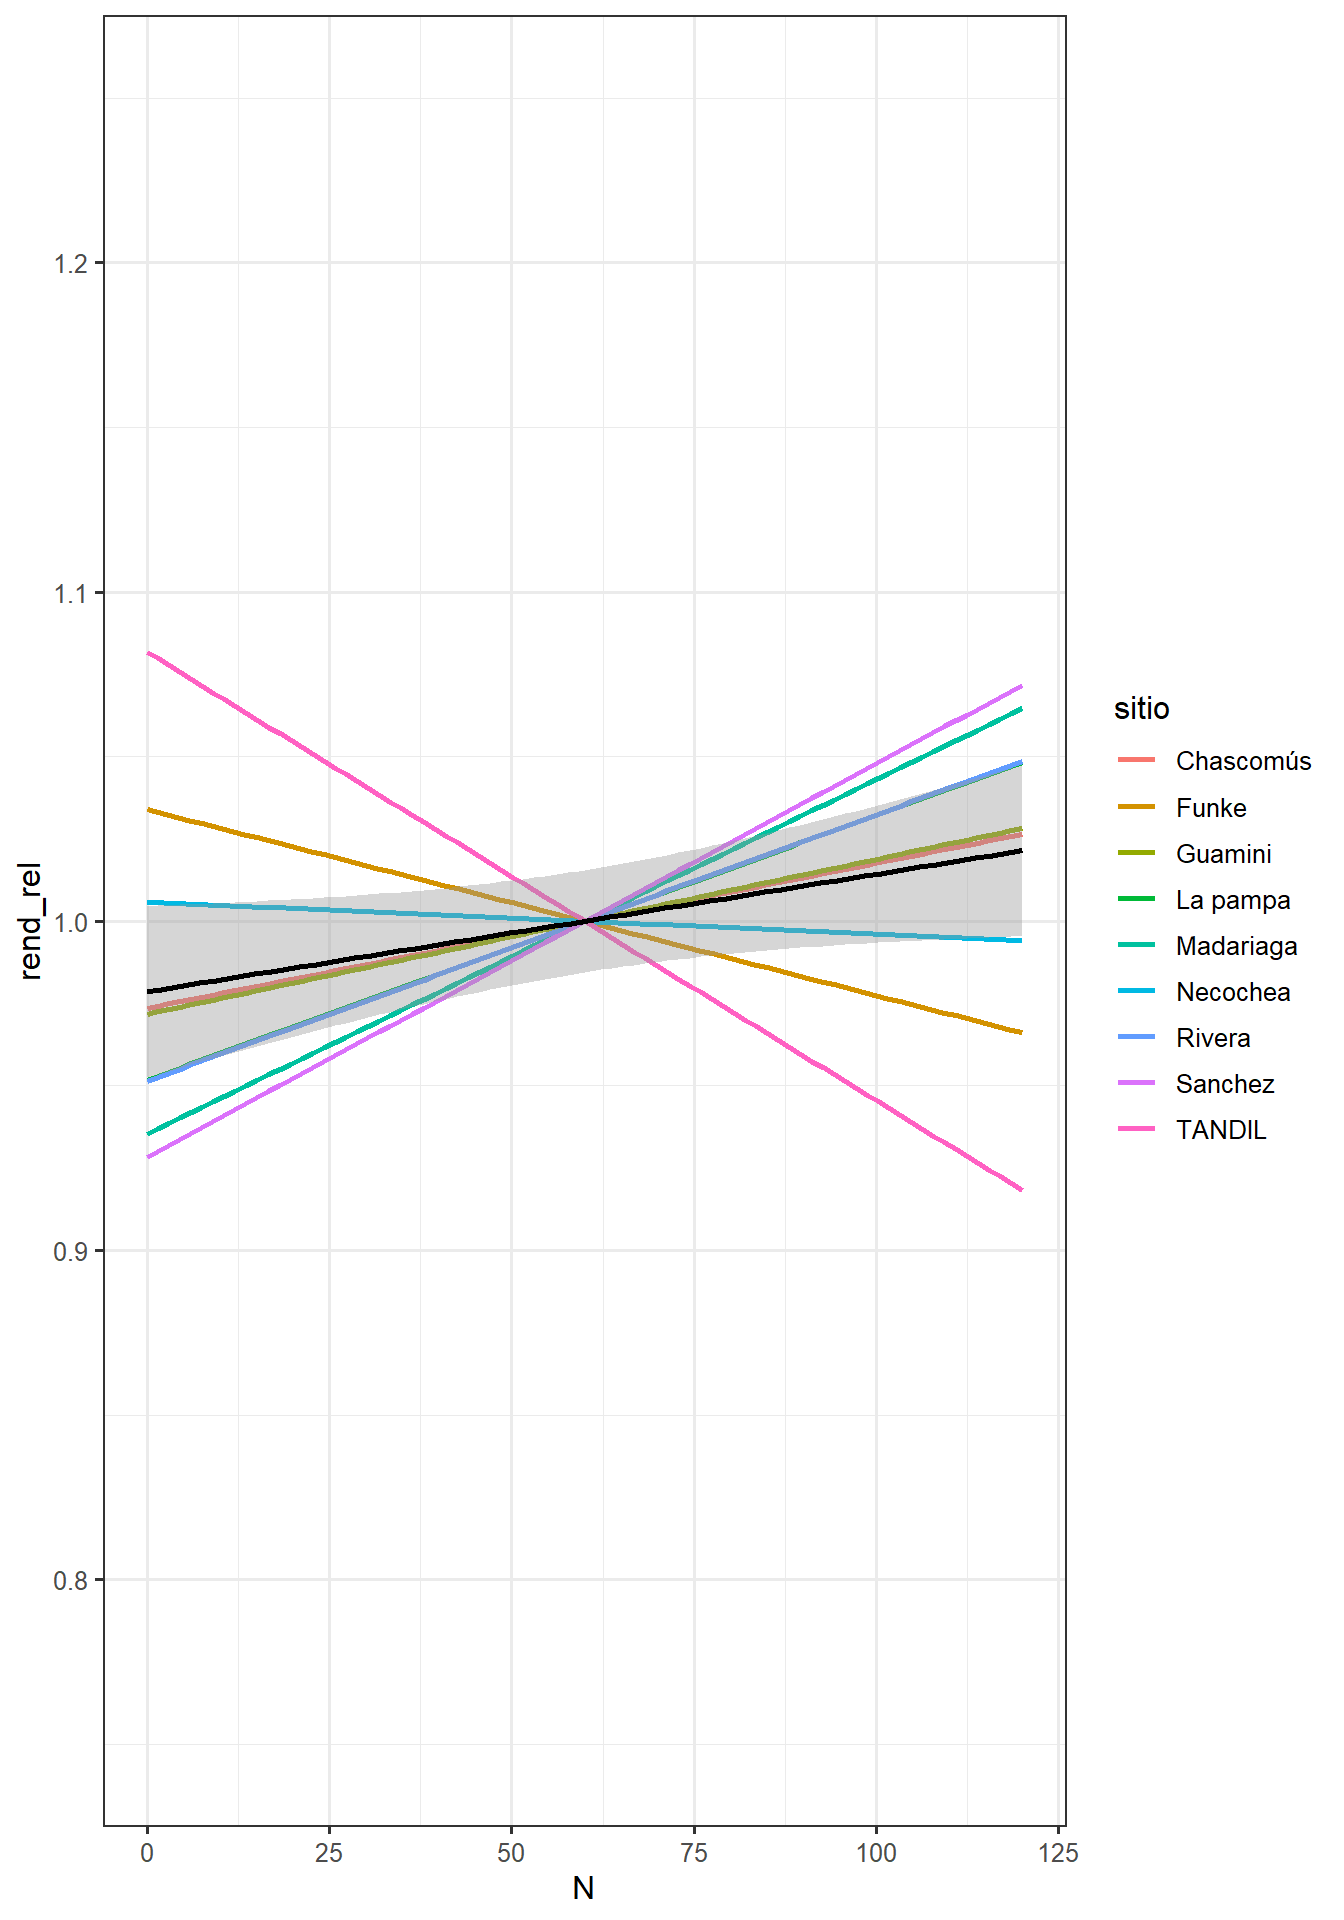 1.2
1.1
1.0
0.9
0.8
rend_rel
0
25
50
75
100
125
N
sitio
Chascomús
Funke
Guamini
La pampa
Madariaga
Necochea
Rivera
Sanchez
TANDIL